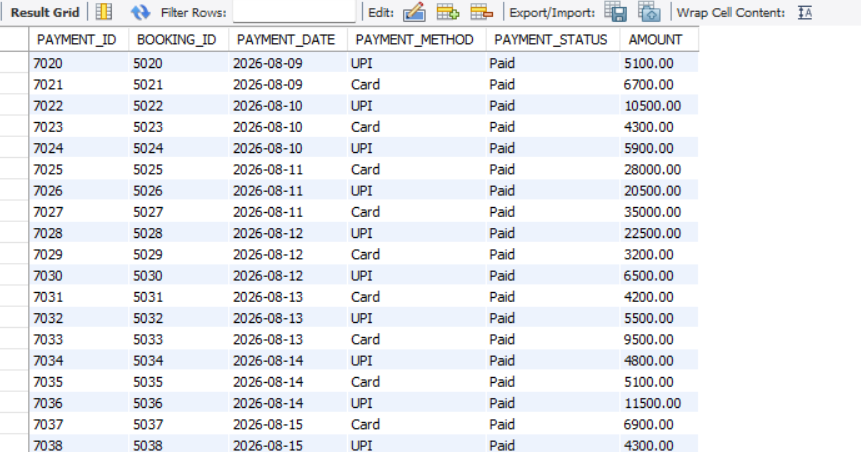 Result Grid Filter Rows: Edit: Export/Import: Wrap Cell Content: IA
PAYMENT_ID BOOKING_ID PAYMENT_DATE PAYMENT_METHOD PAYMENT_STATUS AMOUNT
7020 5020 2026-08-09 UPI Paid 5100.00
7021 5021 2026-08-09 Card Paid 6700.00
7022 5022 2026-08-10 UPI Paid 10500.00
7023 5023 2026-08-10 Card Paid 4300.00
7024 5024 2026-08-10 UPI Paid 5900.00
7025 5025 2026-08-11 Card Paid 28000.00
7026 5026 2026-08-11 UPI Paid 20500.00
7027 5027 2026-08-11 Card Paid 35000.00
7028 5028 2026-08-12 UPI Paid 22500.00
7029 5029 2026-08-12 Card Paid 3200.00
7030 5030 2026-08-12 UPI Paid 6500.00
7031 5031 2026-08-13 Card Paid 4200.00
7032 5032 2026-08-13 UPI Paid 5500.00
7033 5033 2026-08-13 Card Paid 9500.00
7034 5034 2026-08-14 UPI Paid 4800.00
7035 5035 2026-08-14 Card Paid 5100.00
7036 5036 2026-08-14 UPI Paid 11500.00
7037 5037 2026-08-15 Card Paid 6900.00
7038 5038 2026-08-15 UPI Paid 4300.00